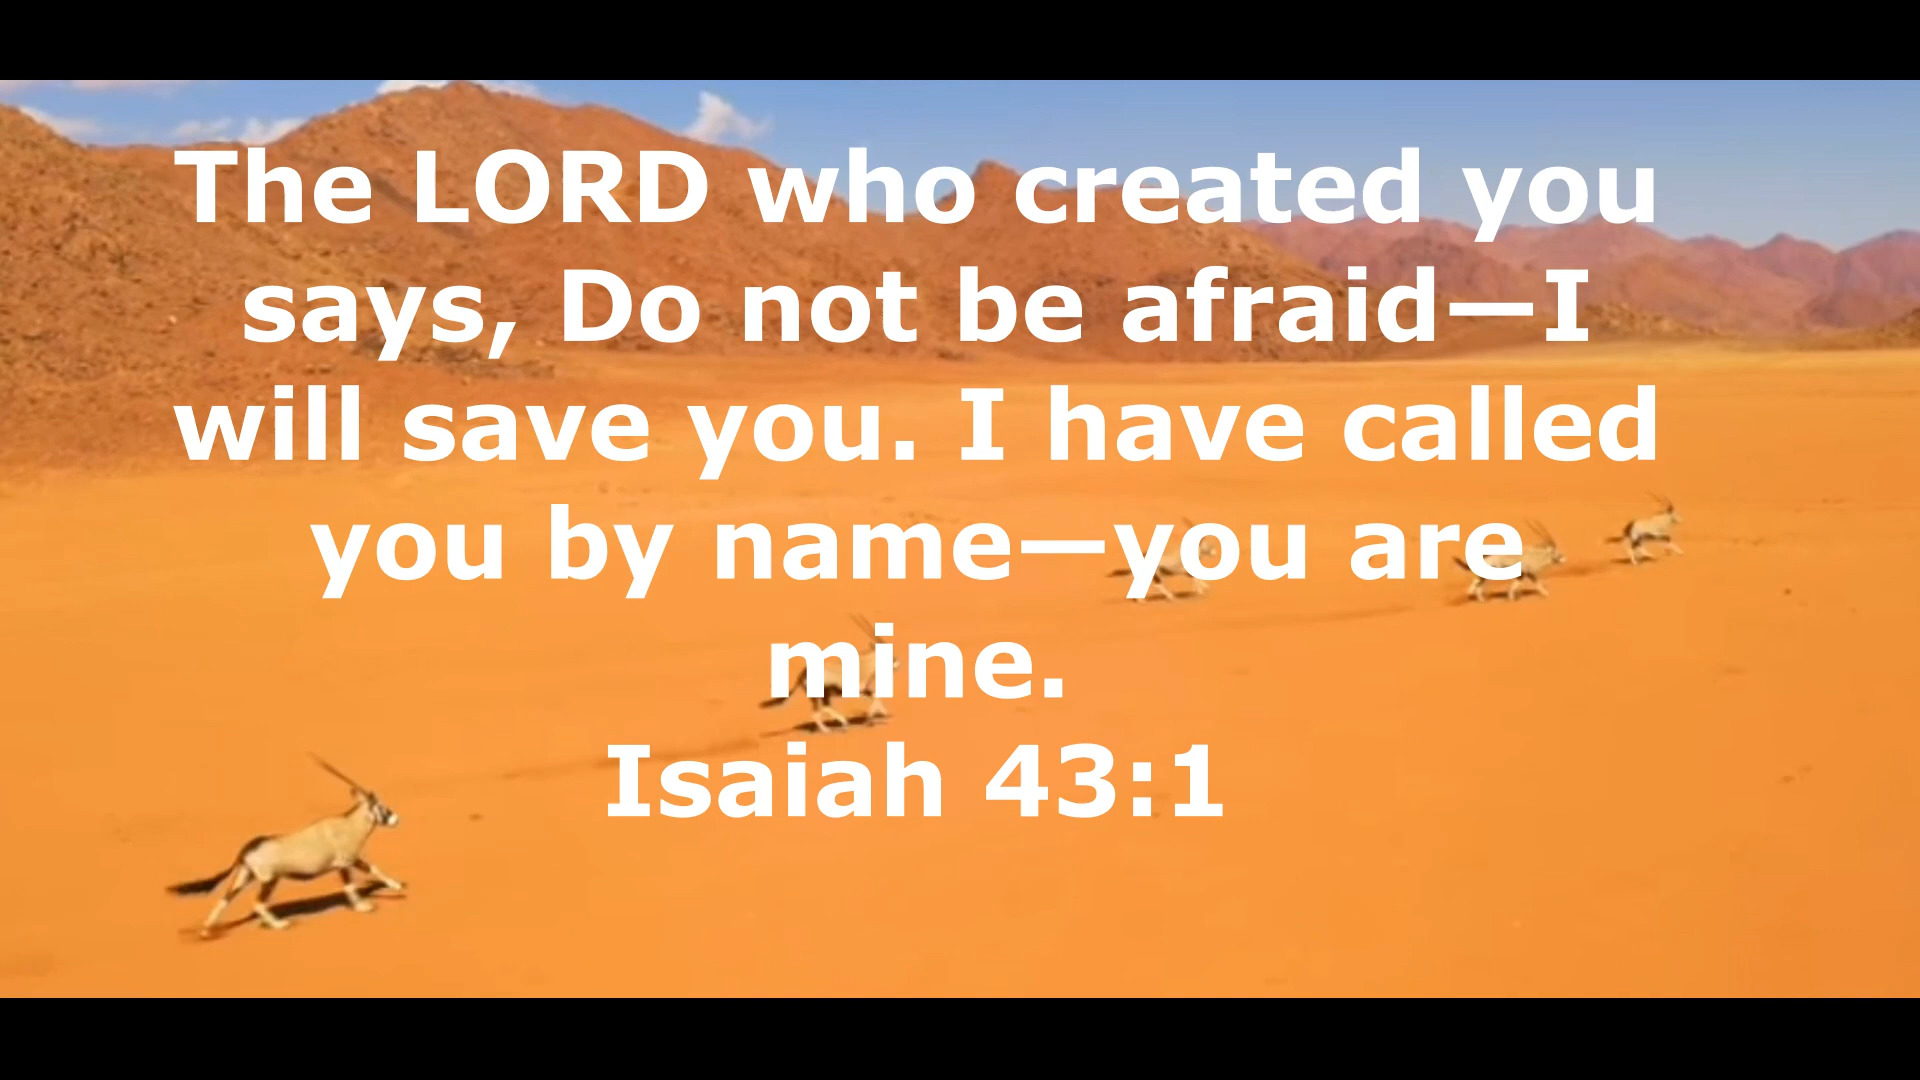 The LORD who created you
says, Do not be afraid—I
will save you. I have called
you by name—you are
mine.
Isaiah 43:1